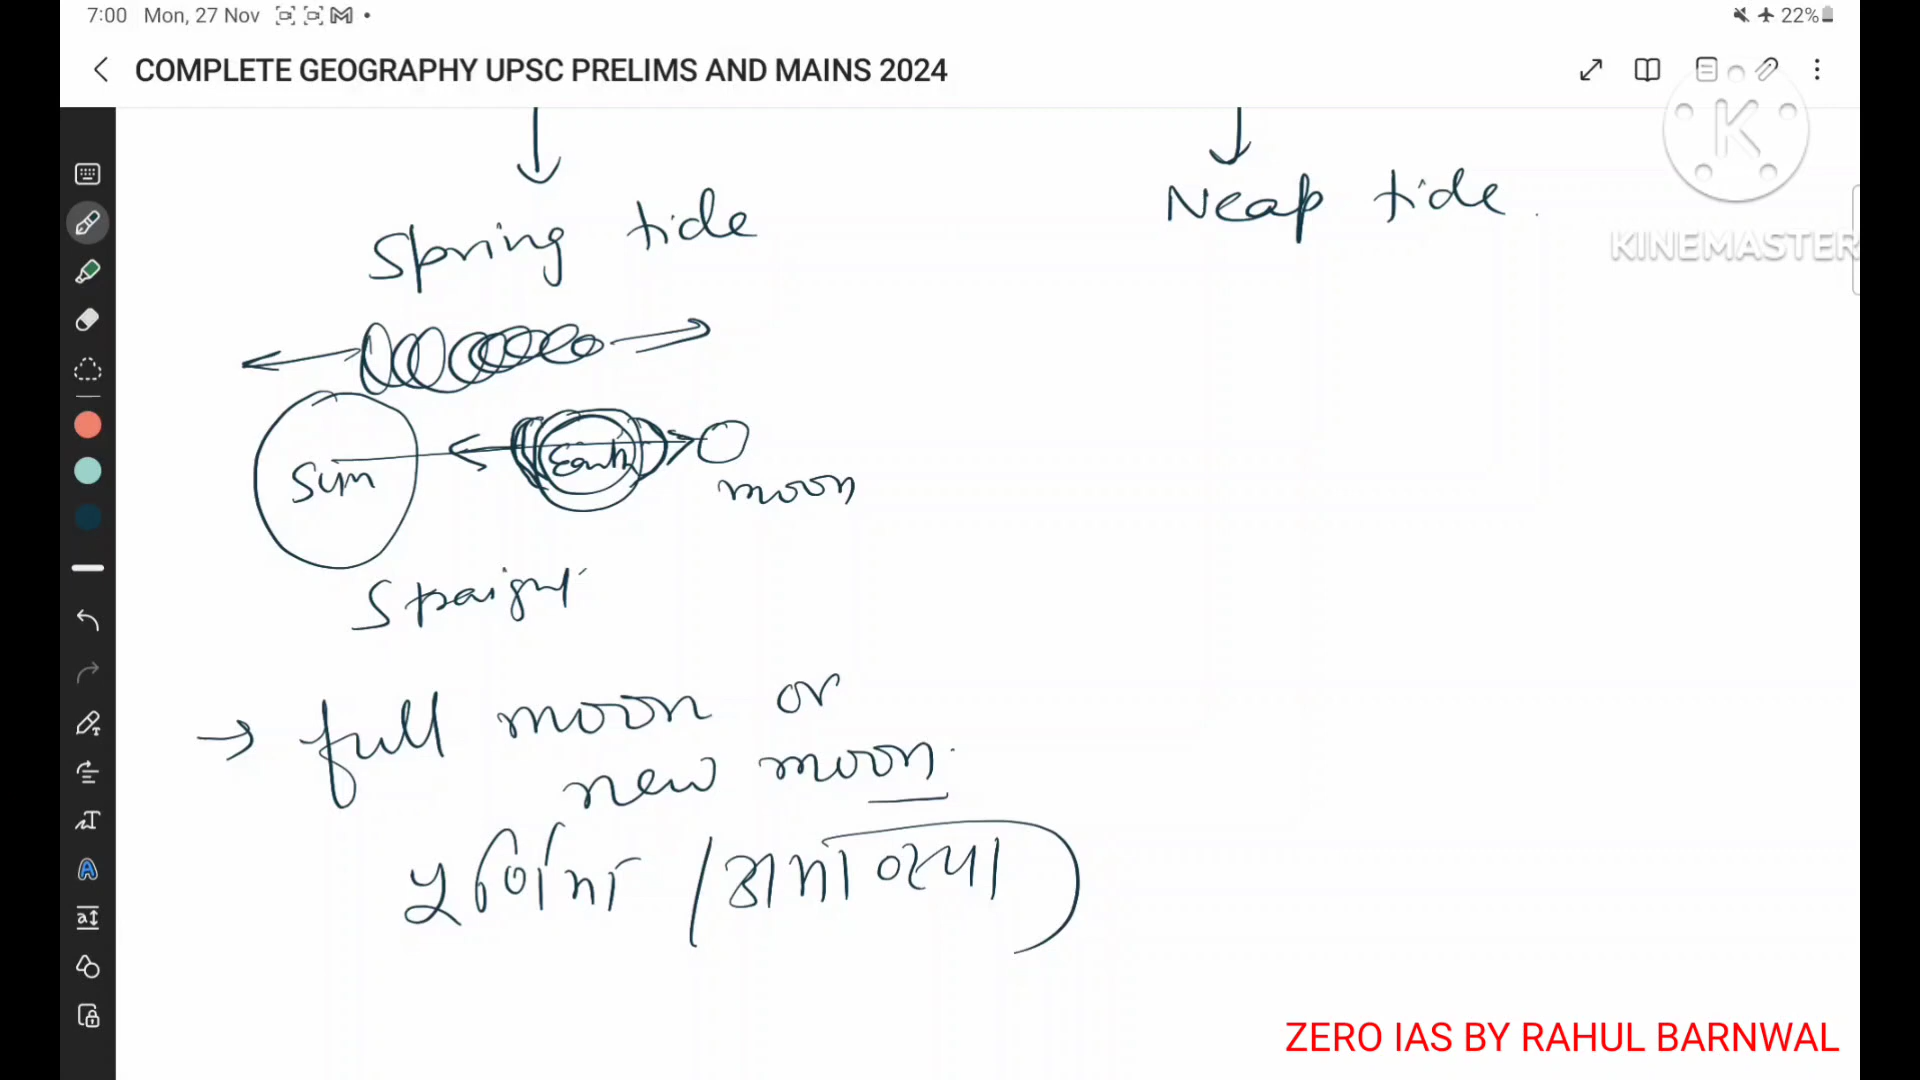 7:00 Mon, 27 Nov
22%
COMPLETE GEOGRAPHY UPSC PRELIMS AND MAINS 2024
K
KINEMASTER
Spring tide
Neap tide.
Sun
Earth
moon
Straight
→ full moon or
new moon.
पूर्णिमा (अमावस्या)
ZERO IAS BY RAHUL BARNWAL